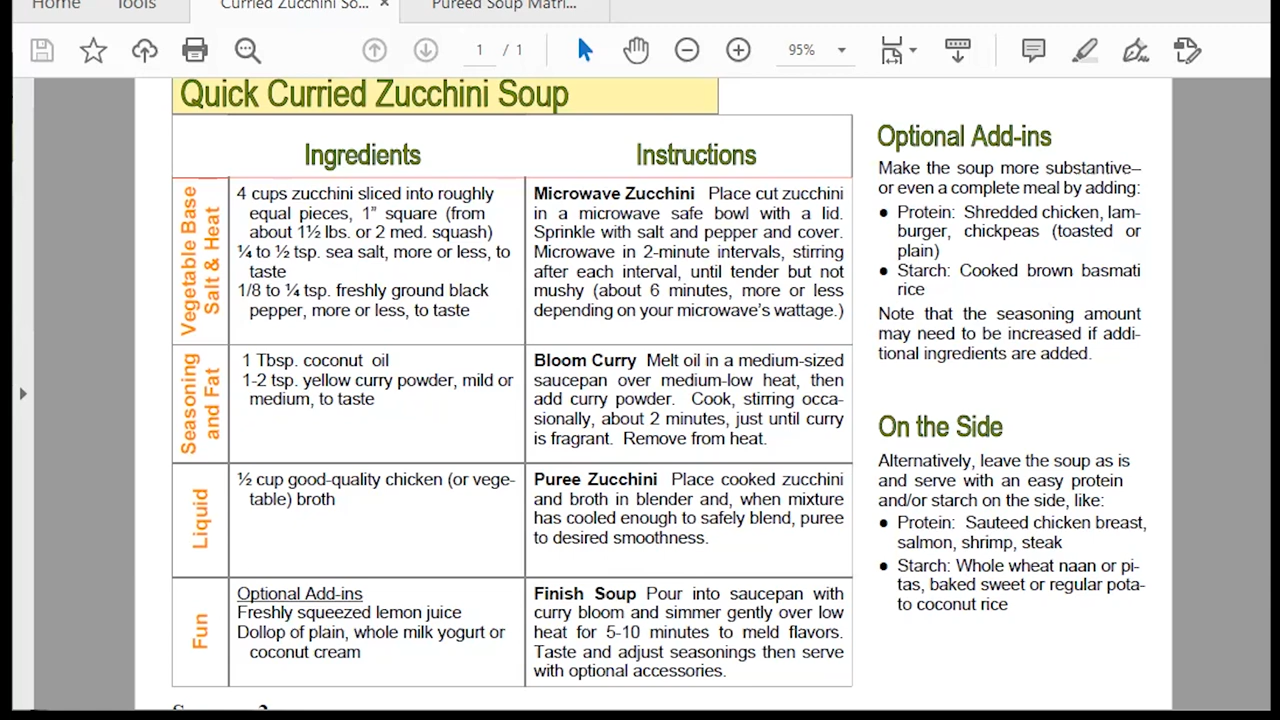 Home Tools Curried Zucchini So... × Pureed Soup Matri...
1 / 1 95%
Quick Curried Zucchini Soup
Ingredients
Instructions
Vegetable Base
Salt & Heat
4 cups zucchini sliced into roughly
equal pieces, 1” square (from
about 1½ lbs. or 2 med. squash)
¼ to ½ tsp. sea salt, more or less, to
taste
1/8 to ¼ tsp. freshly ground black
pepper, more or less, to taste
Microwave Zucchini Place cut zucchini
in a microwave safe bowl with a lid.
Sprinkle with salt and pepper and cover.
Microwave in 2-minute intervals, stirring
after each interval, until tender but not
mushy (about 6 minutes, more or less
depending on your microwave’s wattage.)
Seasoning
and Fat
1 Tbsp. coconut oil
1-2 tsp. yellow curry powder, mild or
medium, to taste
Bloom Curry Melt oil in a medium-sized
saucepan over medium-low heat, then
add curry powder. Cook, stirring occa-
sionally, about 2 minutes, just until curry
is fragrant. Remove from heat.
Liquid
½ cup good-quality chicken (or vege-
table) broth
Puree Zucchini Place cooked zucchini
and broth in blender and, when mixture
has cooled enough to safely blend, puree
to desired smoothness.
Fun
Optional Add-ins
Freshly squeezed lemon juice
Dollop of plain, whole milk yogurt or
coconut cream
Finish Soup Pour into saucepan with
curry bloom and simmer gently over low
heat for 5-10 minutes to meld flavors.
Taste and adjust seasonings then serve
with optional accessories.
Optional Add-ins
Make the soup more substantive–
or even a complete meal by adding:
● Protein: Shredded chicken, lam-
burger, chickpeas (toasted or
plain)
● Starch: Cooked brown basmati
rice
Note that the seasoning amount
may need to be increased if addi-
tional ingredients are added.
On the Side
Alternatively, leave the soup as is
and serve with an easy protein
and/or starch on the side, like:
● Protein: Sauteed chicken breast,
salmon, shrimp, steak
● Starch: Whole wheat naan or pi-
tas, baked sweet or regular pota-
to coconut rice